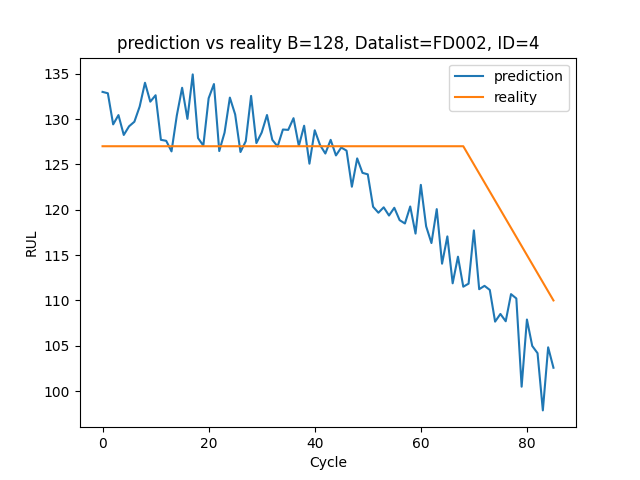 prediction vs reality B=128, Datalist=FD002, ID=4
prediction
reality
135
130
125
120
115
110
105
100
RUL
0 20 40 60 80
Cycle